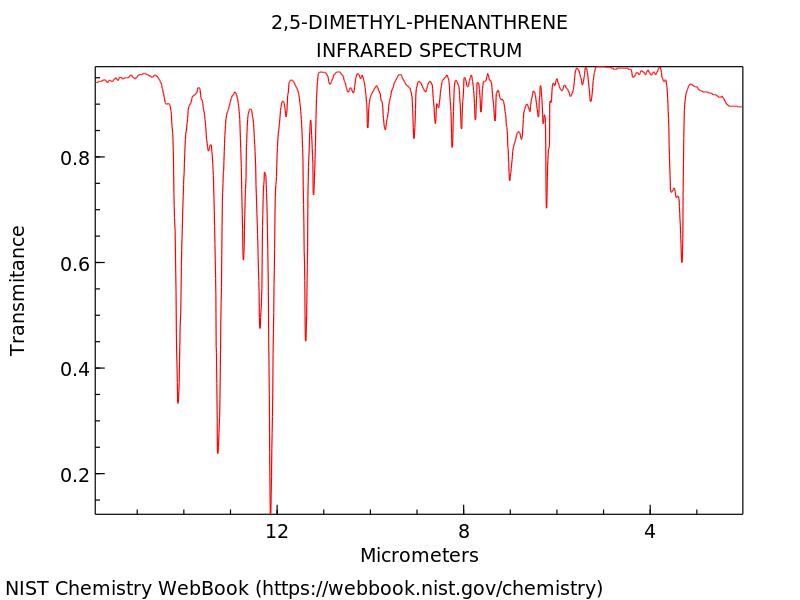 2,5-DIMETHYL-PHENANTHRENE
INFRARED SPECTRUM
0.8
0.6
0.4
0.2
Transmitance
12 8 4
Micrometers
NIST Chemistry WebBook (https://webbook.nist.gov/chemistry)